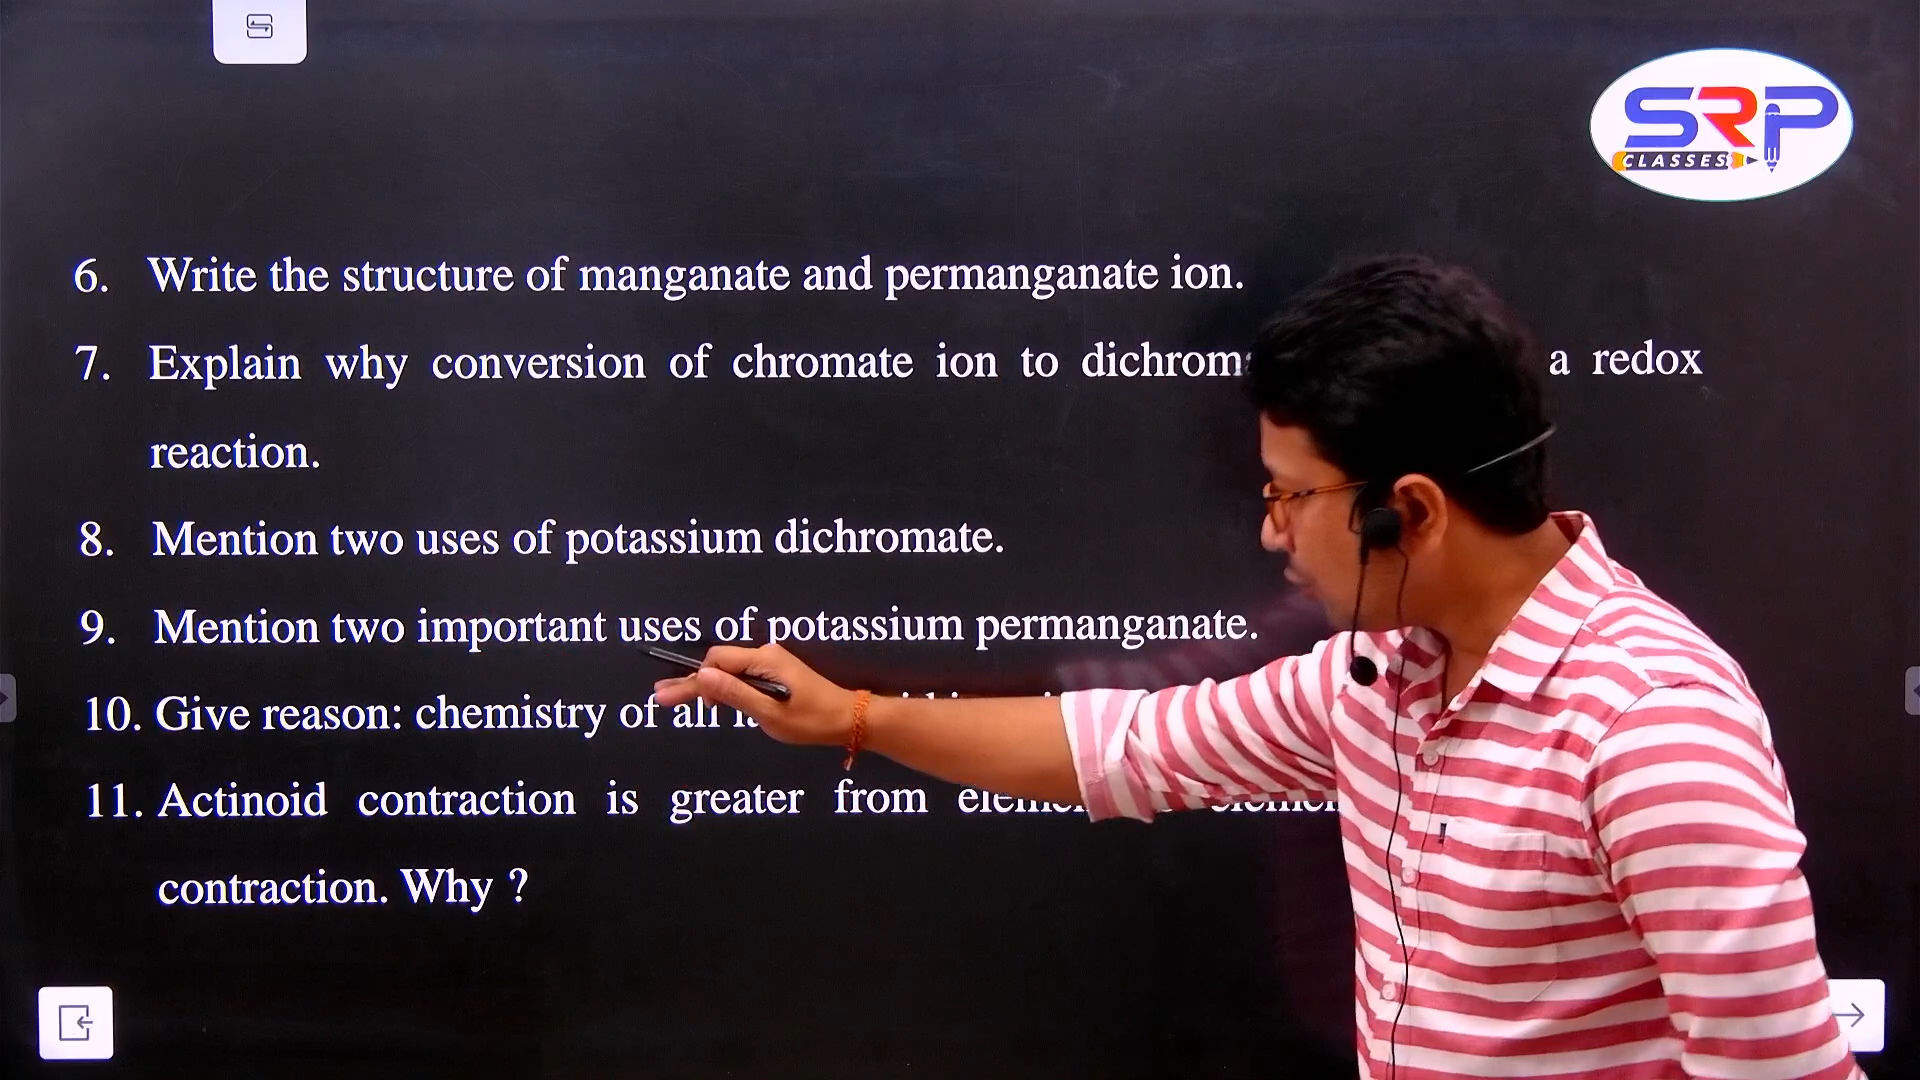 SRP
CLASSES
6. Write the structure of manganate and permanganate ion.
7. Explain why conversion of chromate ion to a redox
reaction.
8. Mention two uses of potassium dichromate.
9. Mention two important uses of potassium permanganate.
10. Give reason: chemistry of all
11. Actinoid contraction is greater from
contraction. Why ?